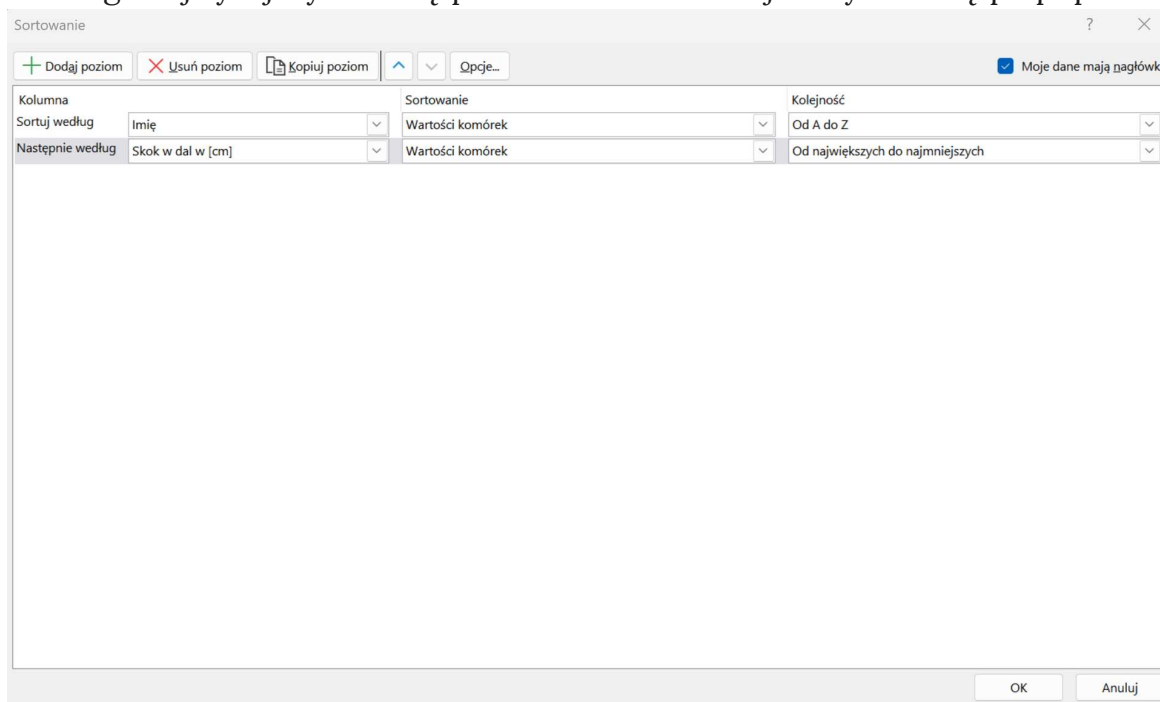 Sortowanie
Dodaj poziom Usuń poziom Kopiuj poziom Opcje... Moje dane mają nagłówk
Kolumna Sortowanie Kolejność
Sortuj według Imię Wartości komórek Od A do Z
Następnie według Skok w dal w [cm] Wartości komórek Od największych do najmniejszych
OK Anuluj